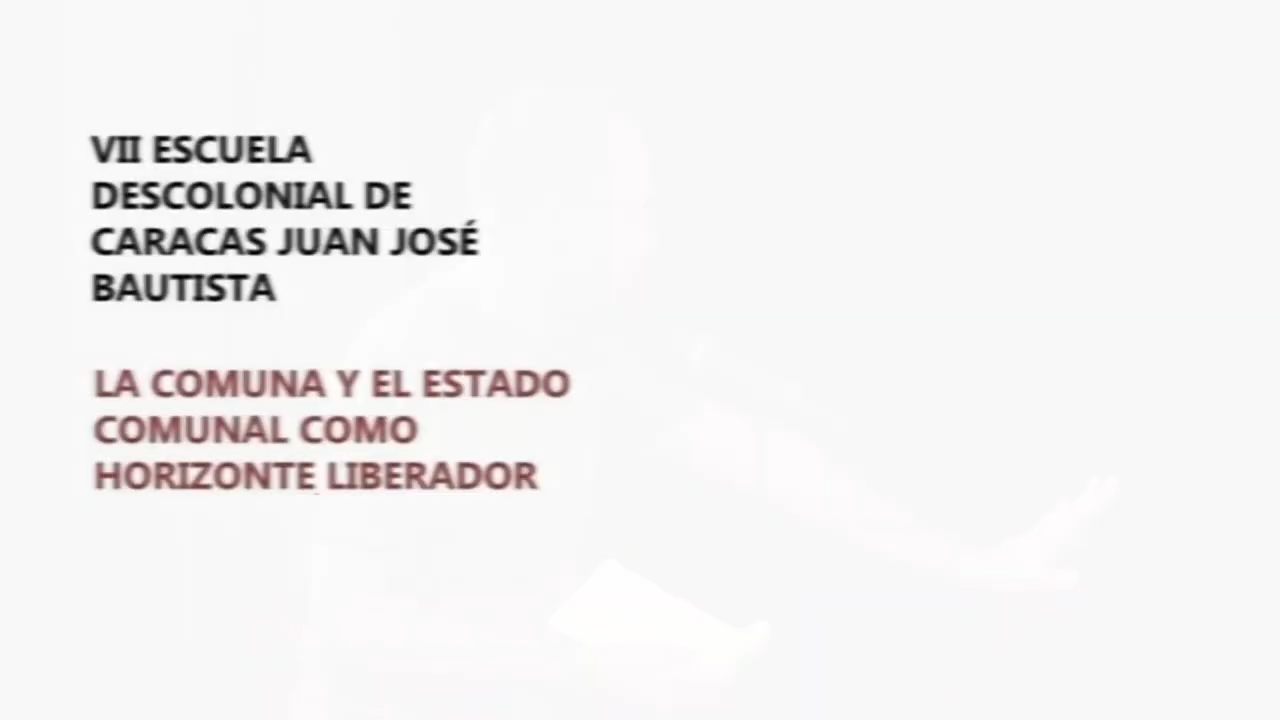 VII ESCUELA
DESCOLONIAL DE
CARACAS JUAN JOSÉ
BAUTISTA
LA COMUNA Y EL ESTADO
COMUNAL COMO
HORIZONTE LIBERADOR